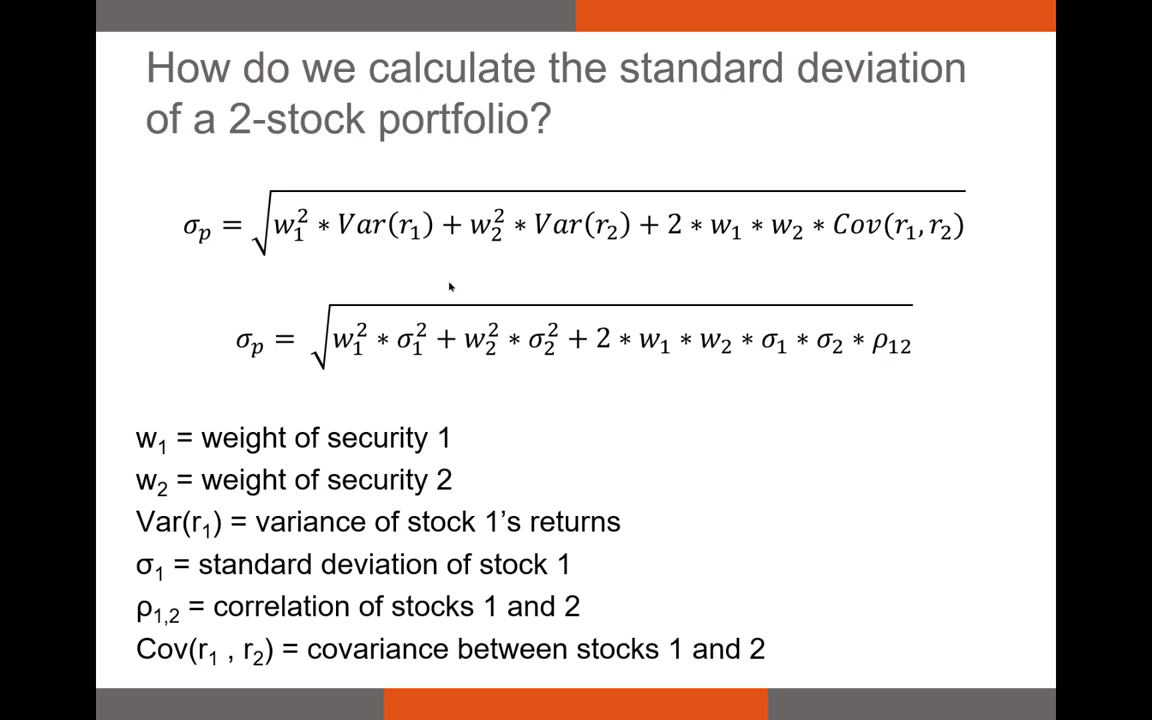 How do we calculate the standard deviation
of a 2-stock portfolio?
σₚ = √(w₁² * Var(r₁) + w₂² * Var(r₂) + 2 * w₁ * w₂ * Cov(r₁, r₂))
σₚ = √(w₁² * σ₁² + w₂² * σ₂² + 2 * w₁ * w₂ * σ₁ * σ₂ * ρ₁₂)
w₁ = weight of security 1
w₂ = weight of security 2
Var(r₁) = variance of stock 1’s returns
σ₁ = standard deviation of stock 1
ρ₁,₂ = correlation of stocks 1 and 2
Cov(r₁ , r₂) = covariance between stocks 1 and 2